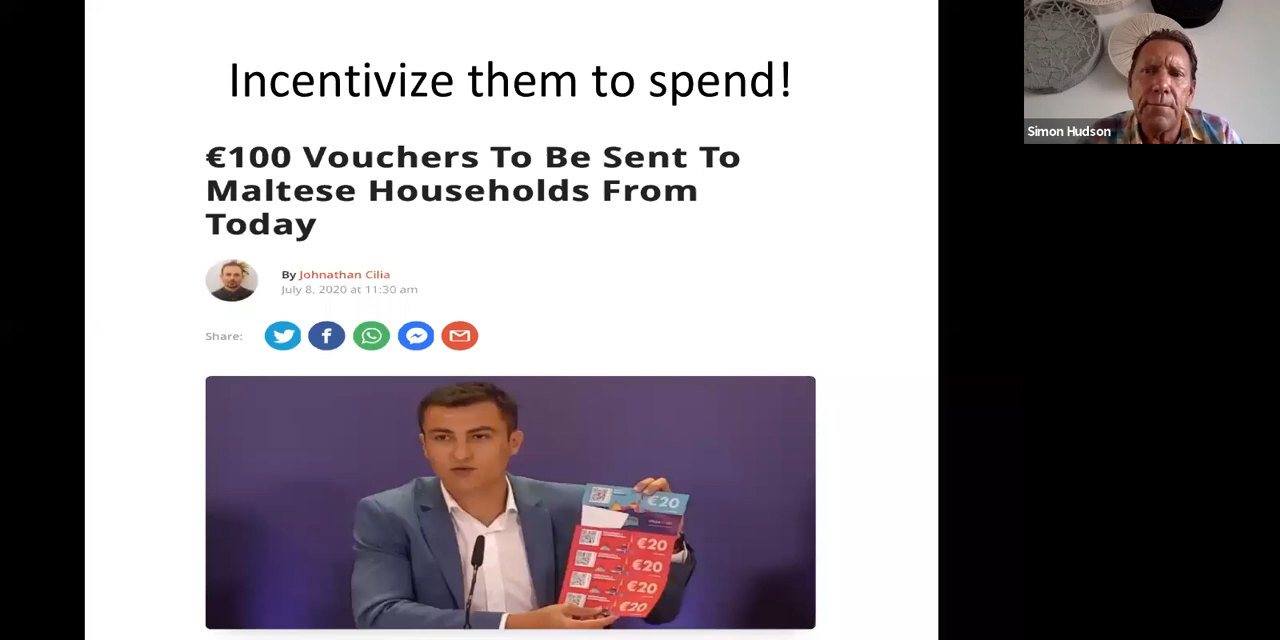 Incentivize them to spend!
Simon Hudson
€100 Vouchers To Be Sent To
Maltese Households From
Today
By Johnathan Cilia
July 8, 2020 at 11:30 am
Share:
€20
€20
€20
€20
€20